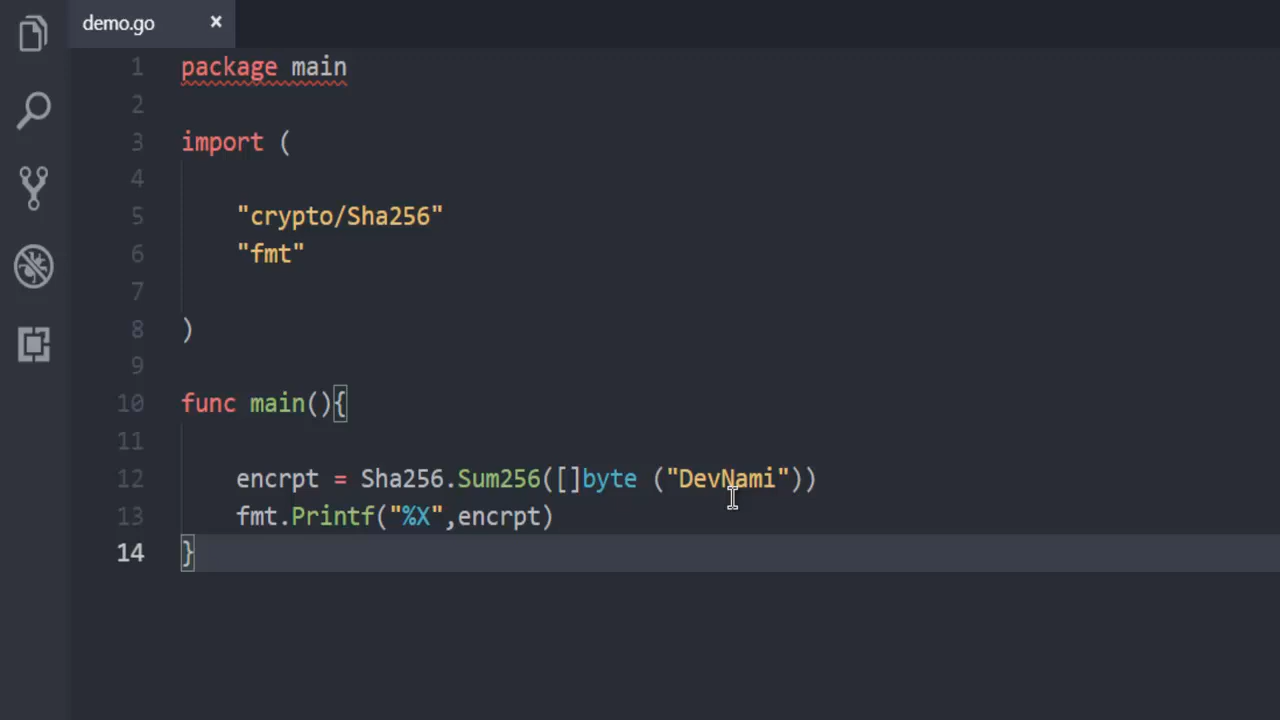 demo.go ×
1 package main
2
3 import (
4
5 "crypto/Sha256"
6 "fmt"
7
8 )
9
10 func main(){
11
12 encrpt = Sha256.Sum256([]byte ("DevNami"))
13 fmt.Printf("%X",encrpt)
14 }